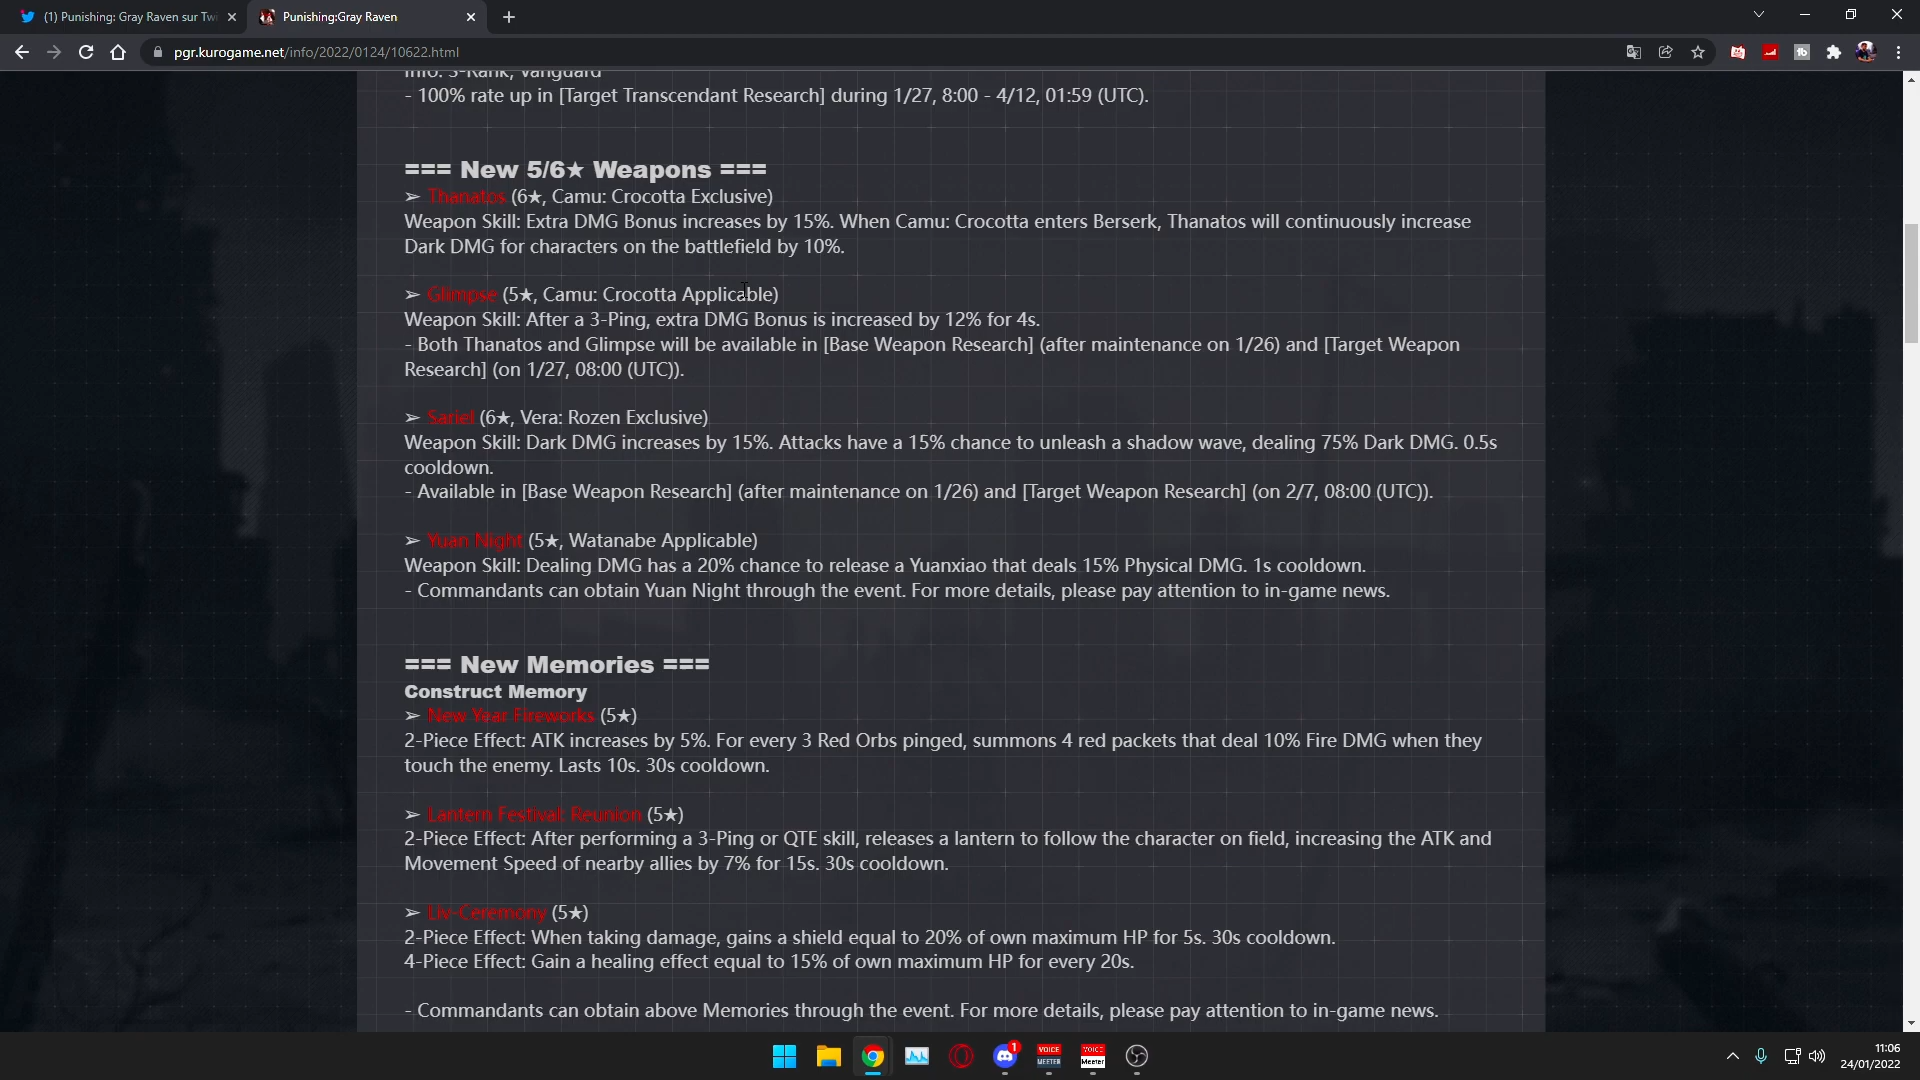 (1) Punishing: Gray Raven sur Twi
Punishing:Gray Raven
pgr.kurogame.net/info/2022/0124/10622.html
Info: S-Rank, Vanguard
- 100% rate up in [Target Transcendant Research] during 1/27, 8:00 - 4/12, 01:59 (UTC).
=== New 5/6★ Weapons ===
➢ Thanatos (6★, Camu: Crocotta Exclusive)
Weapon Skill: Extra DMG Bonus increases by 15%. When Camu: Crocotta enters Berserk, Thanatos will continuously increase
Dark DMG for characters on the battlefield by 10%.
➢ Glimpse (5★, Camu: Crocotta Applicable)
Weapon Skill: After a 3-Ping, extra DMG Bonus is increased by 12% for 4s.
- Both Thanatos and Glimpse will be available in [Base Weapon Research] (after maintenance on 1/26) and [Target Weapon
Research] (on 1/27, 08:00 (UTC)).
➢ Sariel (6★, Vera: Rozen Exclusive)
Weapon Skill: Dark DMG increases by 15%. Attacks have a 15% chance to unleash a shadow wave, dealing 75% Dark DMG. 0.5s
cooldown.
- Available in [Base Weapon Research] (after maintenance on 1/26) and [Target Weapon Research] (on 2/7, 08:00 (UTC)).
➢ Yuan Night (5★, Watanabe Applicable)
Weapon Skill: Dealing DMG has a 20% chance to release a Yuanxiao that deals 15% Physical DMG. 1s cooldown.
- Commandants can obtain Yuan Night through the event. For more details, please pay attention to in-game news.
=== New Memories ===
Construct Memory
➢ New Year Fireworks (5★)
2-Piece Effect: ATK increases by 5%. For every 3 Red Orbs pinged, summons 4 red packets that deal 10% Fire DMG when they
touch the enemy. Lasts 10s. 30s cooldown.
➢ Lantern Festival: Reunion (5★)
2-Piece Effect: After performing a 3-Ping or QTE skill, releases a lantern to follow the character on field, increasing the ATK and
Movement Speed of nearby allies by 7% for 15s. 30s cooldown.
➢ Liv-Ceremony (5★)
2-Piece Effect: When taking damage, gains a shield equal to 20% of own maximum HP for 5s. 30s cooldown.
4-Piece Effect: Gain a healing effect equal to 15% of own maximum HP for every 20s.
- Commandants can obtain above Memories through the event. For more details, please pay attention to in-game news.
1
VOICE MEETER
VOICE Meeter
11:06
24/01/2022